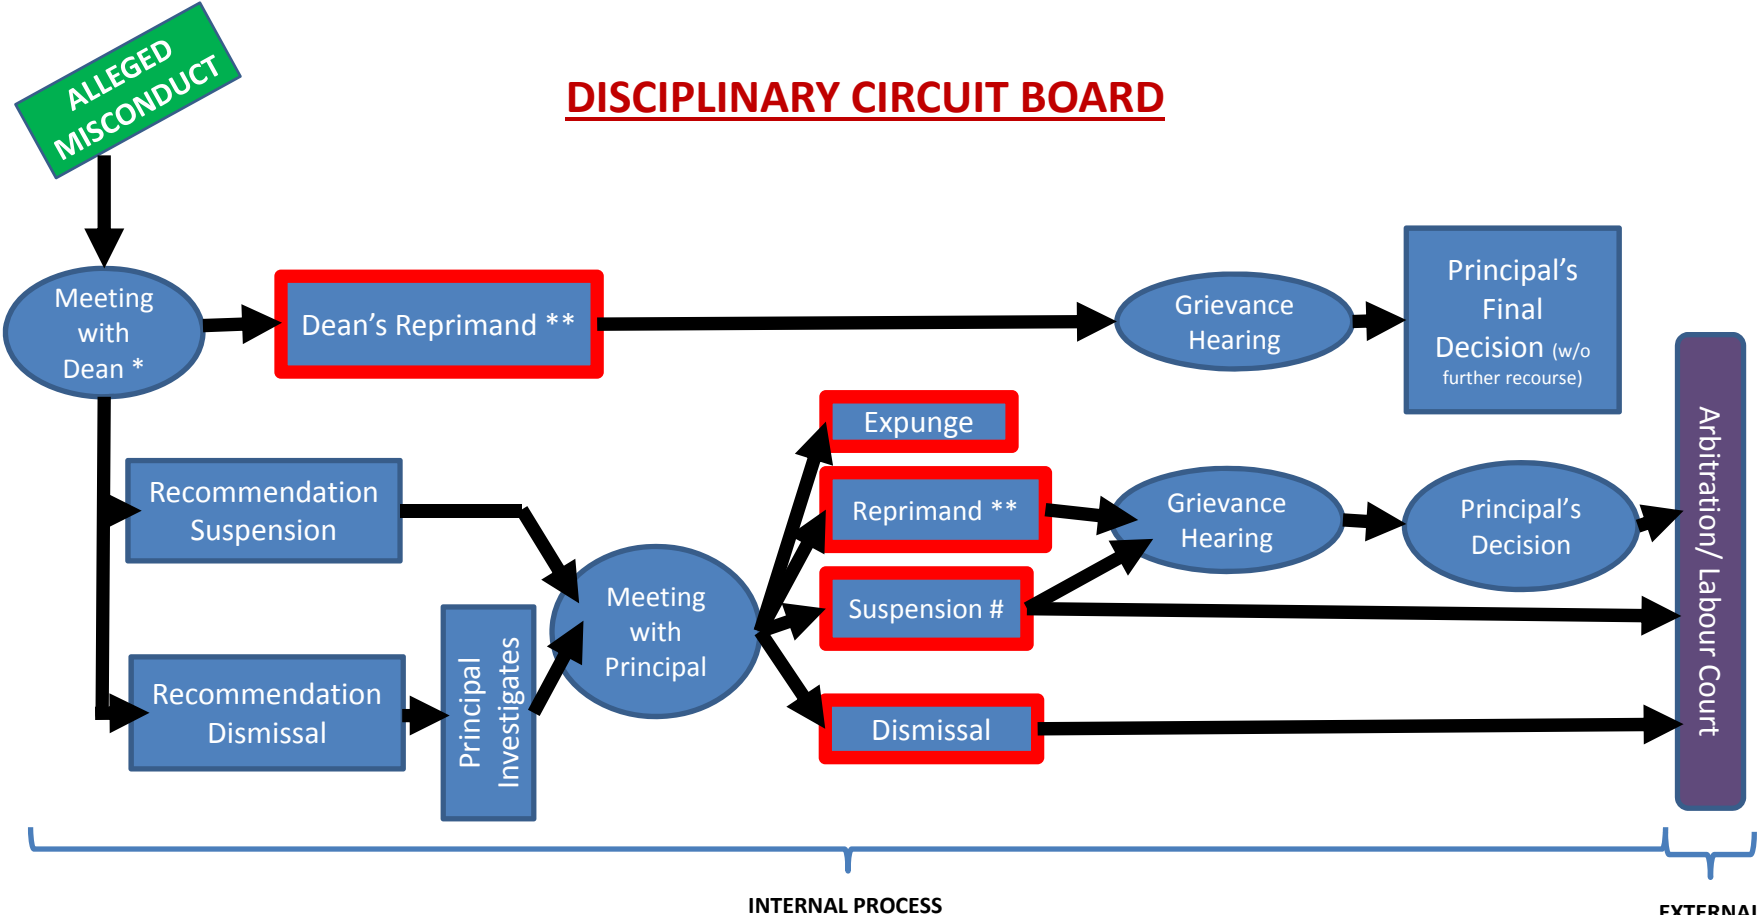 ALLEGED
MISCONDUCT
DISCIPLINARY CIRCUIT BOARD
Meeting
with
Dean *
Dean’s Reprimand **
Grievance
Hearing
Principal’s
Final
Decision (w/o
further recourse)
Recommendation
Suspension
Recommendation
Dismissal
Principal
Investigates
Meeting
with
Principal
Expunge
Reprimand **
Suspension #
Dismissal
Grievance
Hearing
Principal’s
Decision
Arbitration/ Labour Court
INTERNAL PROCESS
EXTERNAL